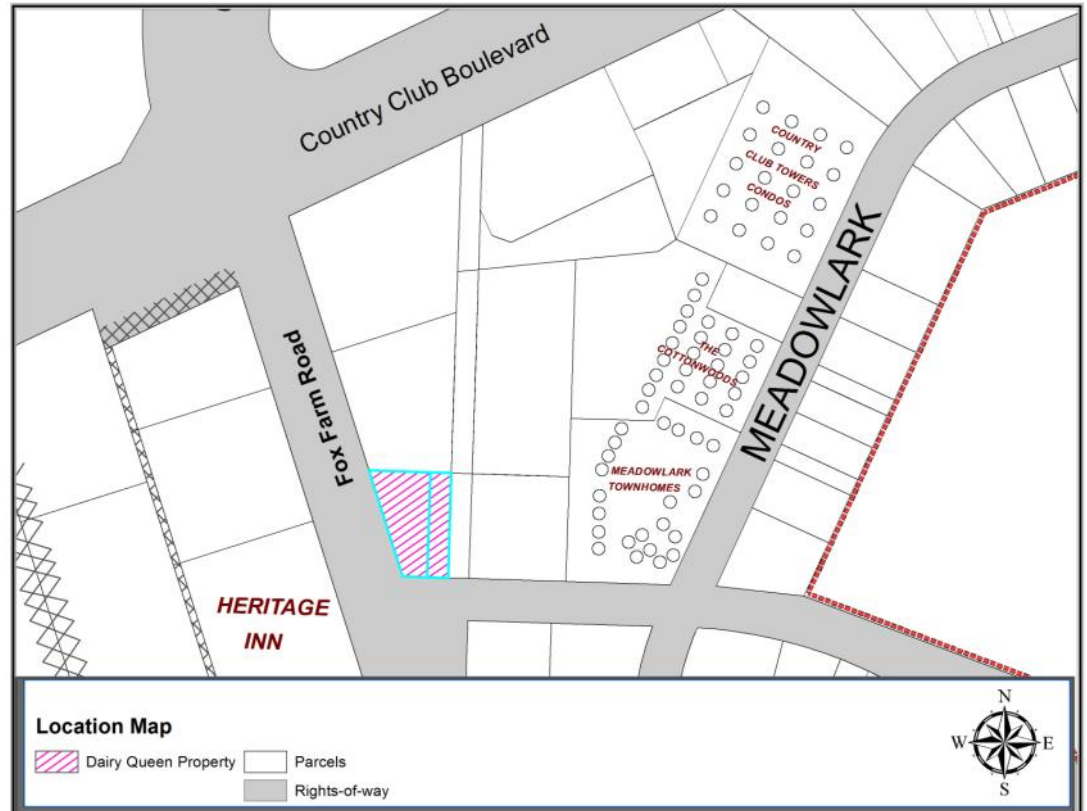 Country Club Boulevard
COUNTRY
CLUB TOWERS
CONDOS
MEADOWLARK
THE
COTTONWOODS
Fox Farm Road
MEADOWLARK
TOWNHOMES
HERITAGE
INN
Location Map
Dairy Queen Property
Parcels
Rights-of-way
N
W
E
S